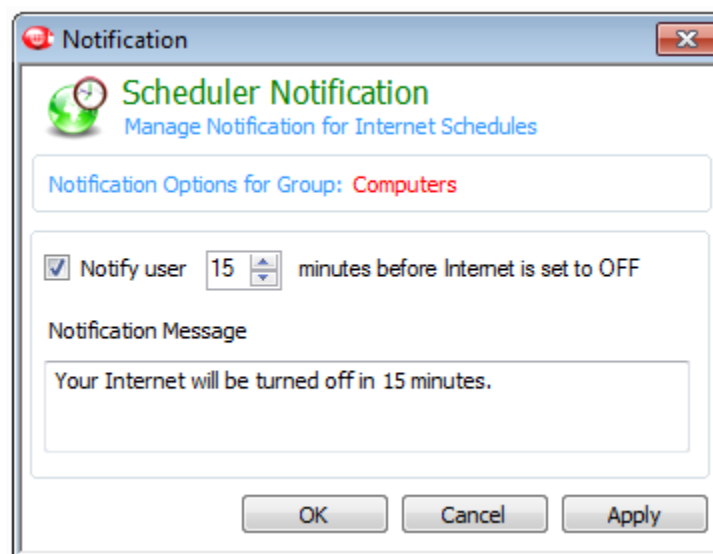 Notification
Scheduler Notification
Manage Notification for Internet Schedules
Notification Options for Group: Computers
Notify user 15 minutes before Internet is set to OFF
Notification Message
Your Internet will be turned off in 15 minutes.
OK Cancel Apply